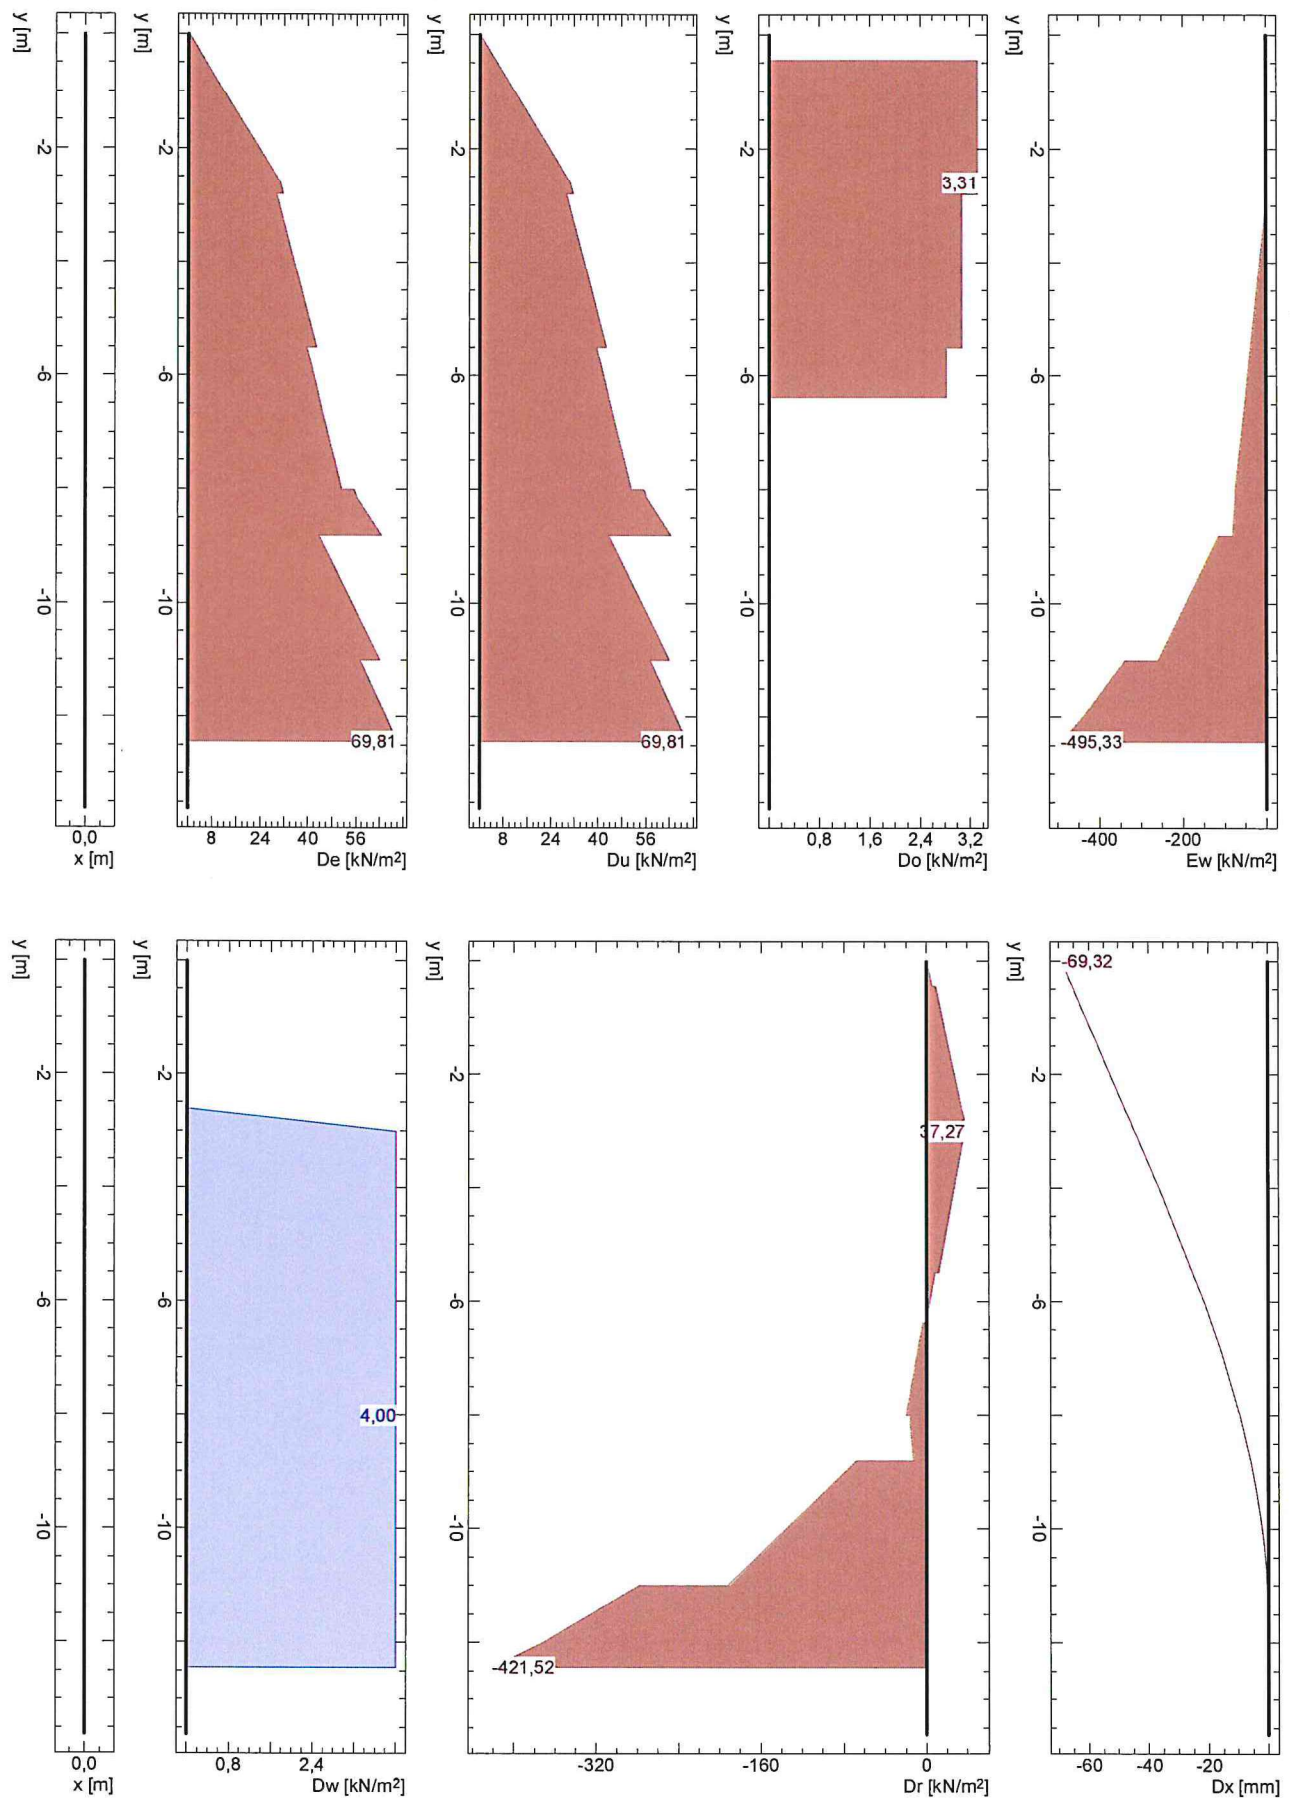 y [m]
-2
-6
-10
0,0
x [m]
y [m]
-2
-6
-10
69,81
8 24 40 56
De [kN/m²]
y [m]
-2
-6
-10
69,81
8 24 40 56
Du [kN/m²]
y [m]
-2
-6
-10
3,31
0,8 1,6 2,4 3,2
Do [kN/m²]
y [m]
-2
-6
-10
-495,33
-400 -200
Ew [kN/m²]
y [m]
-2
-6
-10
0,0
x [m]
y [m]
-2
-6
-10
4,00
0,8 2,4
Dw [kN/m²]
y [m]
-2
-6
-10
37,27
-421,52
-320 -160 0
Dr [kN/m²]
y [m]
-69,32
-2
-6
-10
-60 -40 -20
Dx [mm]